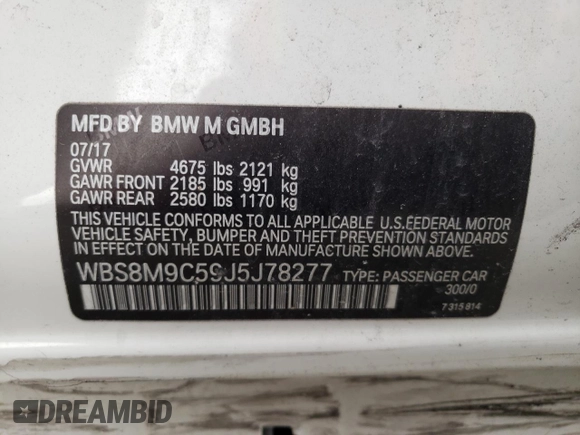 MFD BY BMW M GMBH
07/17
GVWR 4675 lbs 2121 kg
GAWR FRONT 2185 lbs 991 kg
GAWR REAR 2580 lbs 1170 kg
THIS VEHICLE CONFORMS TO ALL APPLICABLE U.S.FEDERAL MOTOR
VEHICLE SAFETY, BUMPER, AND THEFT PREVENTION STANDARDS
IN EFFECT ON THE DATE OF MANUFACTURE SHOWN ABOVE.
WBS8M9C59J5J78277 TYPE: PASSENGER CAR
300/0
7315814
DREAMBID